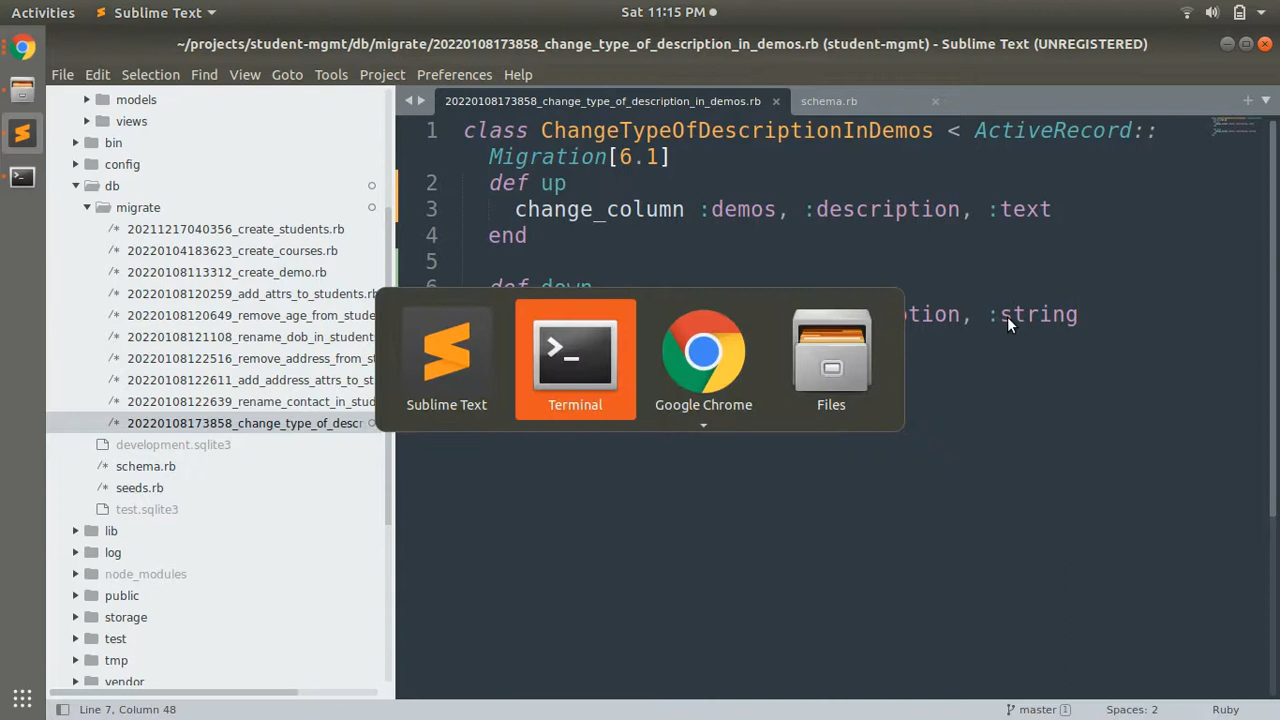 Activities
Sublime Text
Sat 11:15 PM
~/projects/student-mgmt/db/migrate/20220108173858_change_type_of_description_in_demos.rb (student-mgmt) - Sublime Text (UNREGISTERED)
File Edit Selection Find View Goto Tools Project Preferences Help
models
views
bin
config
db
migrate
20211217040356_create_students.rb
20220104183623_create_courses.rb
20220108113312_create_demo.rb
20220108120259_add_attrs_to_students.rb
20220108120649_remove_age_from_stude
20220108121108_rename_dob_in_student
20220108122516_remove_address_from_st
20220108122611_add_address_attrs_to_st
20220108122639_rename_contact_in_stud
20220108173858_change_type_of_descr
development.sqlite3
schema.rb
seeds.rb
test.sqlite3
lib
log
node_modules
public
storage
test
tmp
vendor
20220108173858_change_type_of_description_in_demos.rb
schema.rb
1 class ChangeTypeOfDescriptionInDemos < ActiveRecord::
Migration[6.1]
2 def up
3 change_column :demos, :description, :text
4 end
5
6 def down
ption, :string
Sublime Text
Terminal
Google Chrome
Files
Line 7, Column 48
master 1
Spaces: 2
Ruby